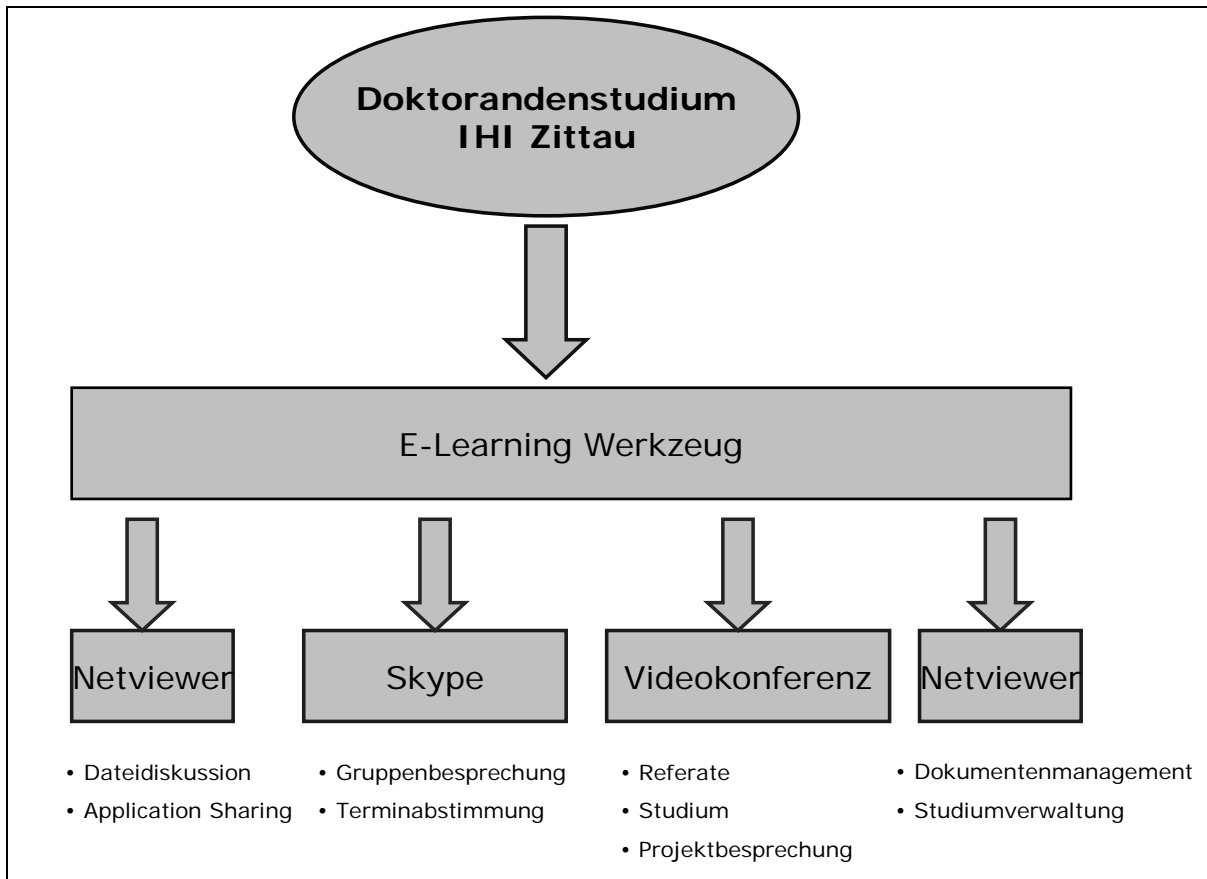 Doktorandenstudium
IHI Zittau
E-Learning Werkzeug
Netviewer
Skype
Videokonferenz
Netviewer
• Dateidiskussion
• Application Sharing
• Gruppenbesprechung
• Terminabstimmung
• Referate
• Studium
• Projektbesprechung
• Dokumentenmanagement
• Studiumverwaltung